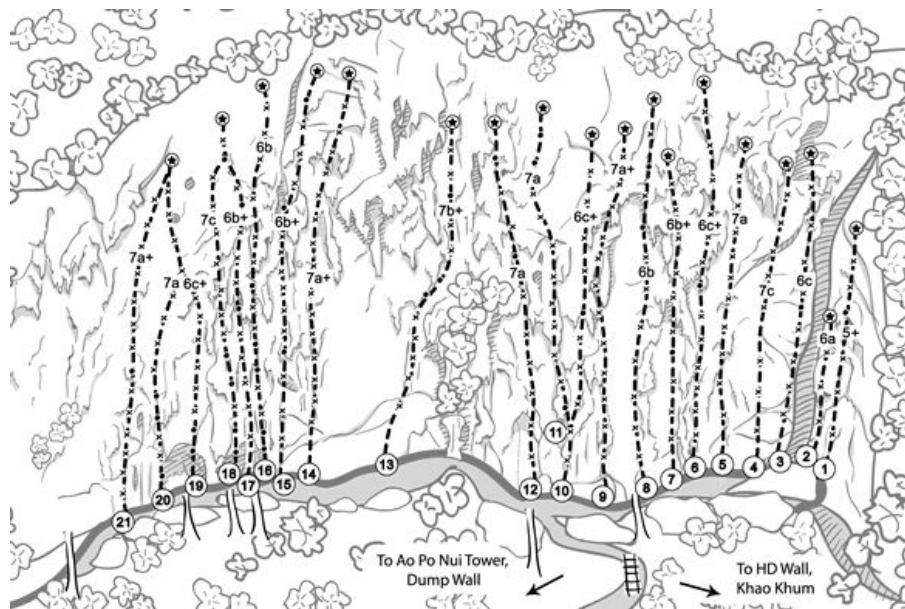 6b
7c
6b+
6b+
7a+
7a
6c+
7a+
7a+
7b+
7a
7a
6c+
7a+
6b
6b+
6c+
7a
7c
6c
6a
5+
21
20
19
18
17
16
15
14
13
12
11
10
9
8
7
6
5
4
3
2
1
To Ao Po Nui Tower,
Dump Wall
To HD Wall,
Khao Khum